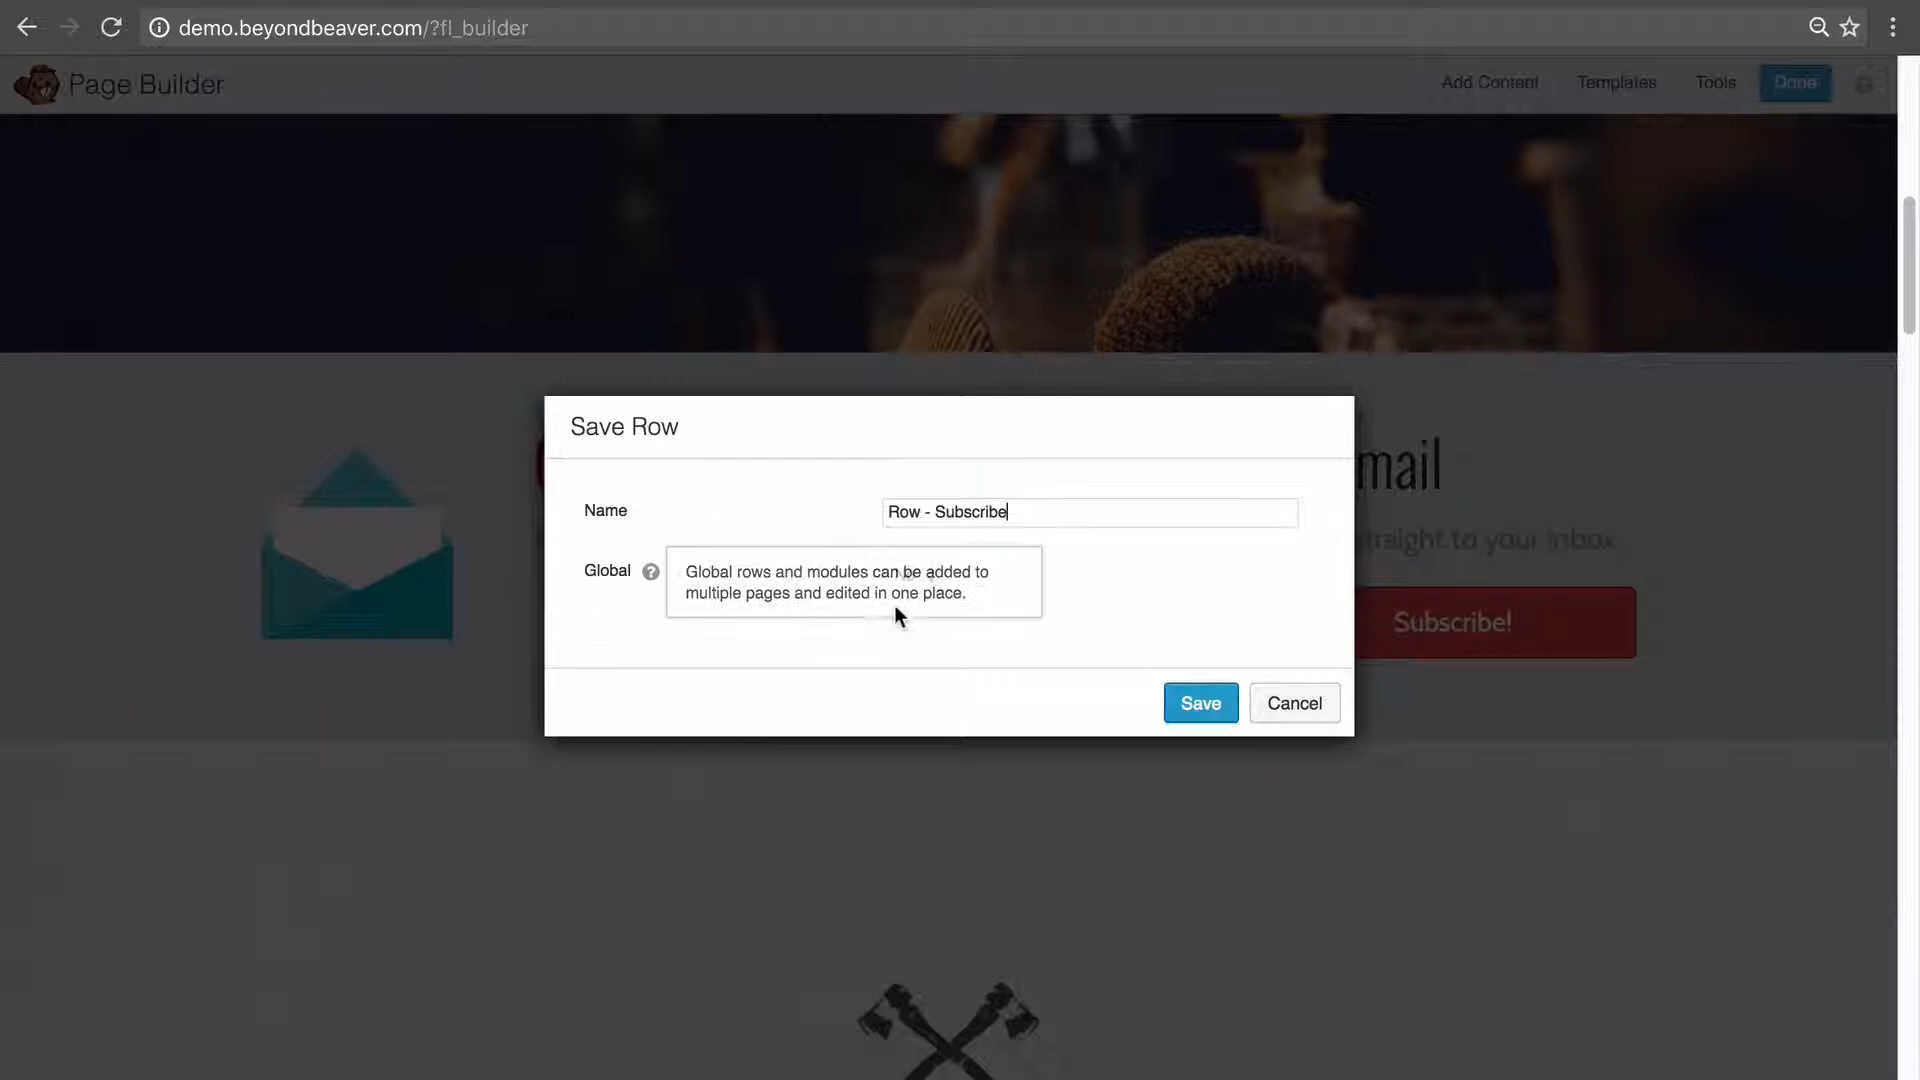 demo.beyondbeaver.com/?fl_builder
Page Builder
Add Content
Templates
Tools
Done
mail
straight to your inbox
Subscribe!
Save Row
Name
Row - Subscribe
Global
?
Global rows and modules can be added to
multiple pages and edited in one place.
Save
Cancel